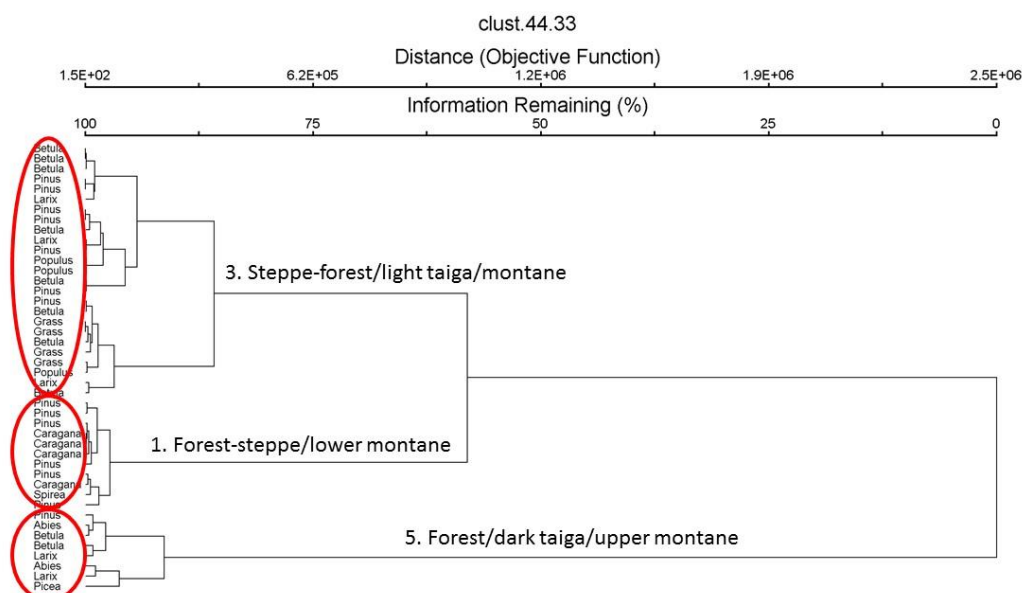 clust.44.33
Distance (Objective Function)
1.5E+02 6.2E+05 1.2E+06 1.9E+06 2.5E+06
Information Remaining (%)
100 75 50 25 0
Betula
Betula
Betula
Pinus
Pinus
Larix
Pinus
Pinus
Betula
Larix
Pinus
Populus
Populus
Betula
Pinus
Pinus
Betula
Grass
Grass
Betula
Grass
Grass
Populus
Larix
Betula
3. Steppe-forest/light taiga/montane
Pinus
Pinus
Pinus
Caragana
Caragana
Caragana
Pinus
Pinus
Caragana
Spirea
Pinus
1. Forest-steppe/lower montane
Pinus
Abies
Betula
Betula
Larix
Abies
Larix
Picea
5. Forest/dark taiga/upper montane